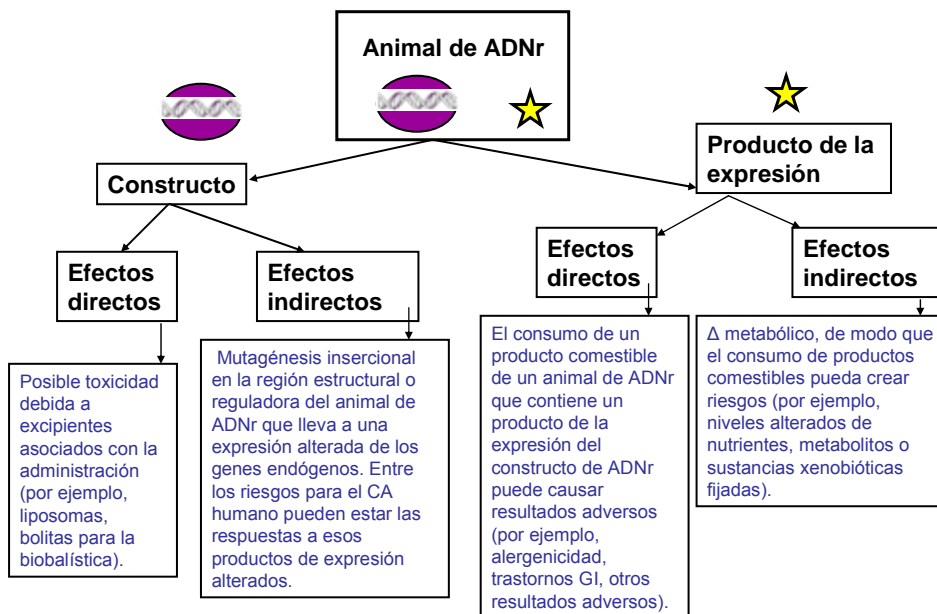 Animal de ADNr
Constructo
Producto de la
expresión
Efectos
directos
Efectos
indirectos
Efectos
directos
Efectos
indirectos
Posible toxicidad
debida a
excipientes
asociados con la
administración
(por ejemplo,
liposomas,
bolitas para la
biobalística).
Mutagénesis insercional
en la región estructural o
reguladora del animal de
ADNr que lleva a una
expresión alterada de los
genes endógenos. Entre
los riesgos para el CA
humano pueden estar las
respuestas a esos
productos de expresión
alterados.
El consumo de un
producto comestible
de un animal de ADNr
que contiene un
producto de la
expresión del
constructo de ADNr
puede causar
resultados adversos
(por ejemplo,
alergenicidad,
trastornos GI, otros
resultados adversos).
Δ metabólico, de modo que
el consumo de productos
comestibles pueda crear
riesgos (por ejemplo,
niveles alterados de
nutrientes, metabolitos o
sustancias xenobióticas
fijadas).